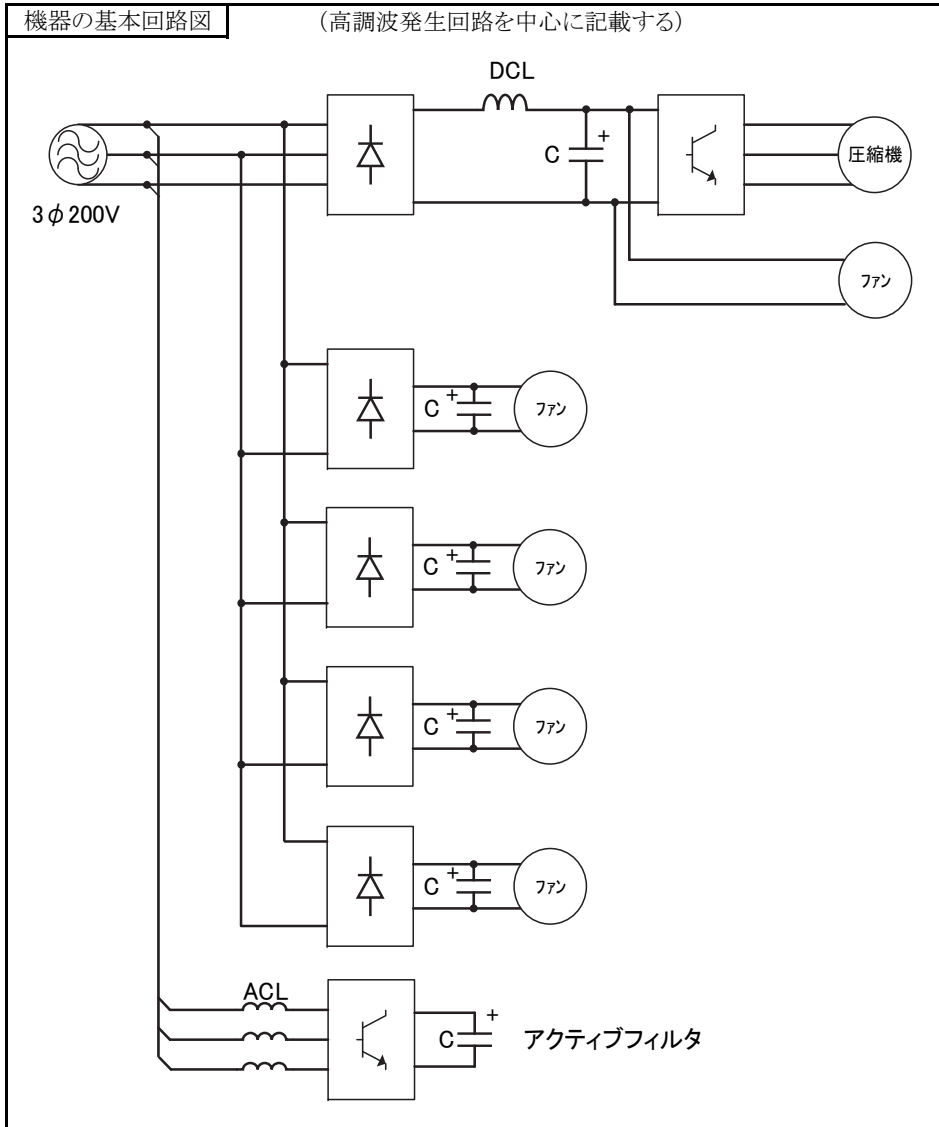 機器の基本回路図
(高調波発生回路を中心に記載する)
DCL
C +
圧縮機
3φ200V
ファン
C +
ファン
C +
ファン
C +
ファン
C +
ファン
ACL
C +
アクティブフィルタ